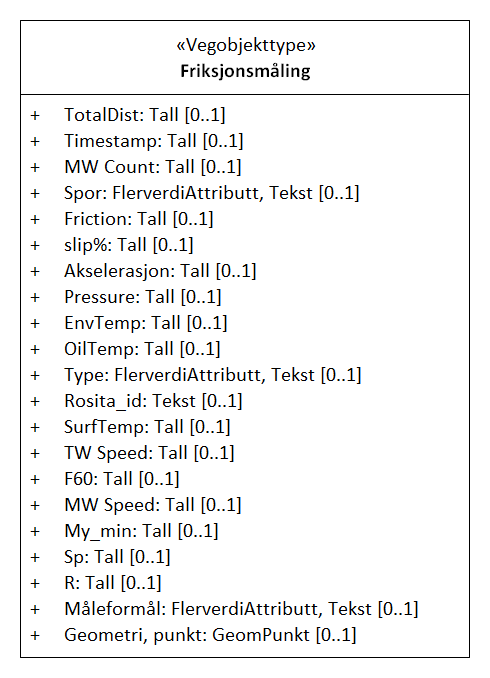 «Vegobjekttype»
Friksjonsmåling
+ TotalDist: Tall [0..1]
+ Timestamp: Tall [0..1]
+ MW Count: Tall [0..1]
+ Spor: FlerverdiAttributt, Tekst [0..1]
+ Friction: Tall [0..1]
+ slip%: Tall [0..1]
+ Akselerasjon: Tall [0..1]
+ Pressure: Tall [0..1]
+ EnvTemp: Tall [0..1]
+ OilTemp: Tall [0..1]
+ Type: FlerverdiAttributt, Tekst [0..1]
+ Rosita_id: Tekst [0..1]
+ SurfTemp: Tall [0..1]
+ TW Speed: Tall [0..1]
+ F60: Tall [0..1]
+ MW Speed: Tall [0..1]
+ My_min: Tall [0..1]
+ Sp: Tall [0..1]
+ R: Tall [0..1]
+ Måleformål: FlerverdiAttributt, Tekst [0..1]
+ Geometri, punkt: GeomPunkt [0..1]